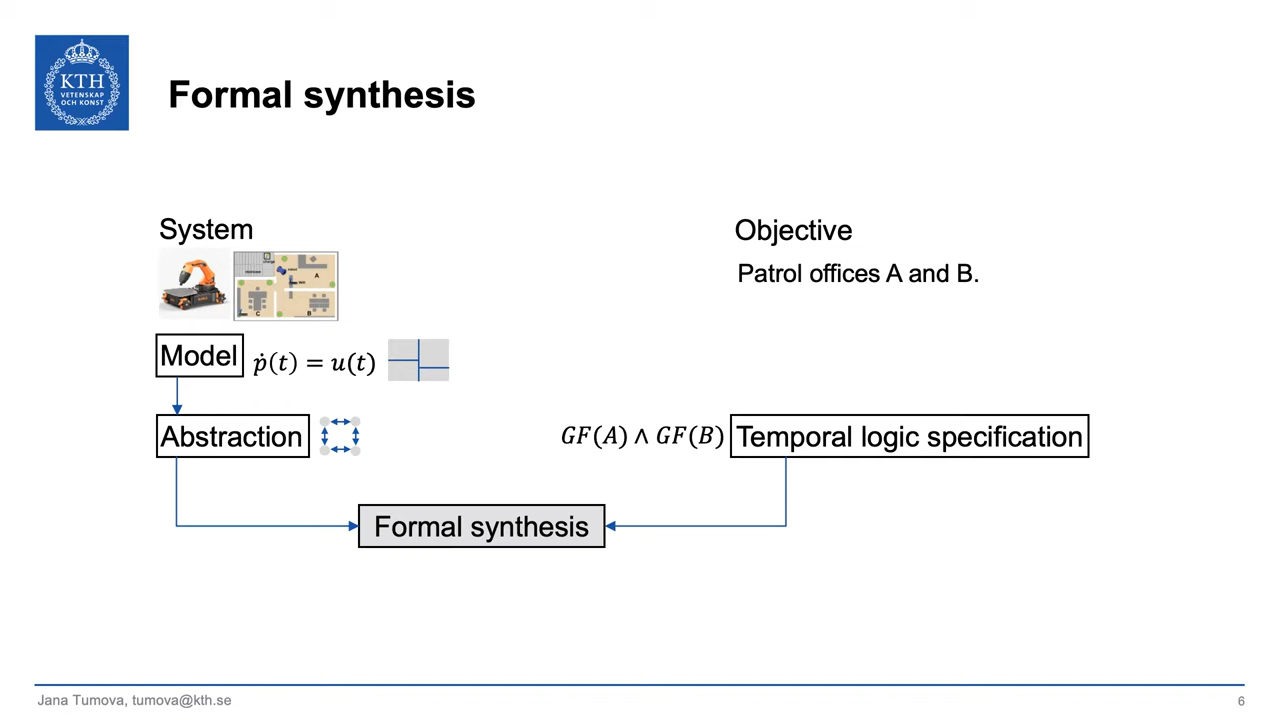 KTH
VETENSKAP
OCH KONST
Formal synthesis
System
Objective
Patrol offices A and B.
A
C
B
Model
ṗ(t) = u(t)
Abstraction
GF(A) ∧ GF(B)
Temporal logic specification
Formal synthesis
Jana Tumova, tumova@kth.se
6